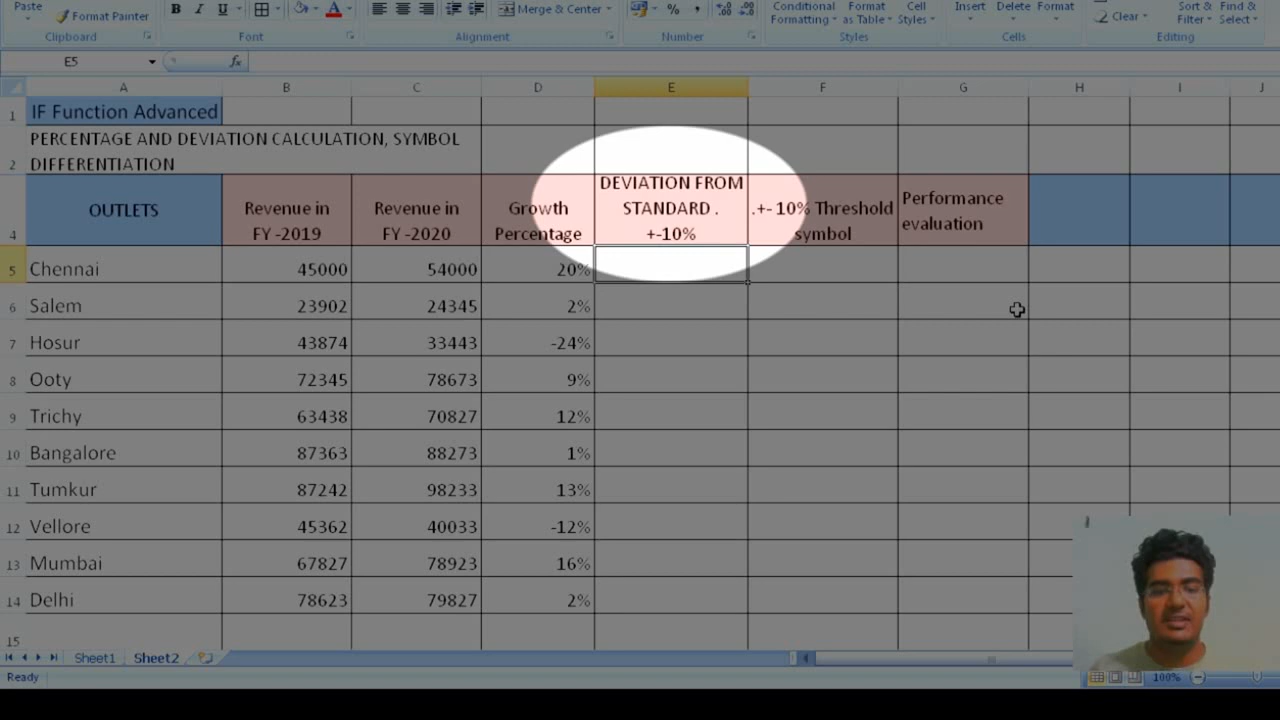 Paste
Format Painter
Clipboard
B I U A
Font
Merge & Center
Alignment
% ,
Number
Conditional Formatting
Format as Table
Cell Styles
Styles
Insert
Delete
Format
Cells
Clear
Sort & Filter
Find & Select
Editing
E5
fx
A B C D E F G H I J
1 IF Function Advanced
PERCENTAGE AND DEVIATION CALCULATION, SYMBOL
2 DIFFERENTIATION
4 OUTLETS
Revenue in
FY -2019
Revenue in
FY -2020
Growth
Percentage
DEVIATION FROM
STANDARD .
+-10%
.+- 10% Threshold
symbol
Performance
evaluation
5 Chennai 45000 54000 20%
6 Salem 23902 24345 2%
7 Hosur 43874 33443 -24%
8 Ooty 72345 78673 9%
9 Trichy 63438 70827 12%
10 Bangalore 87363 88273 1%
11 Tumkur 87242 98233 13%
12 Vellore 45362 40033 -12%
13 Mumbai 67827 78923 16%
14 Delhi 78623 79827 2%
15
Sheet1 Sheet2
Ready
100%